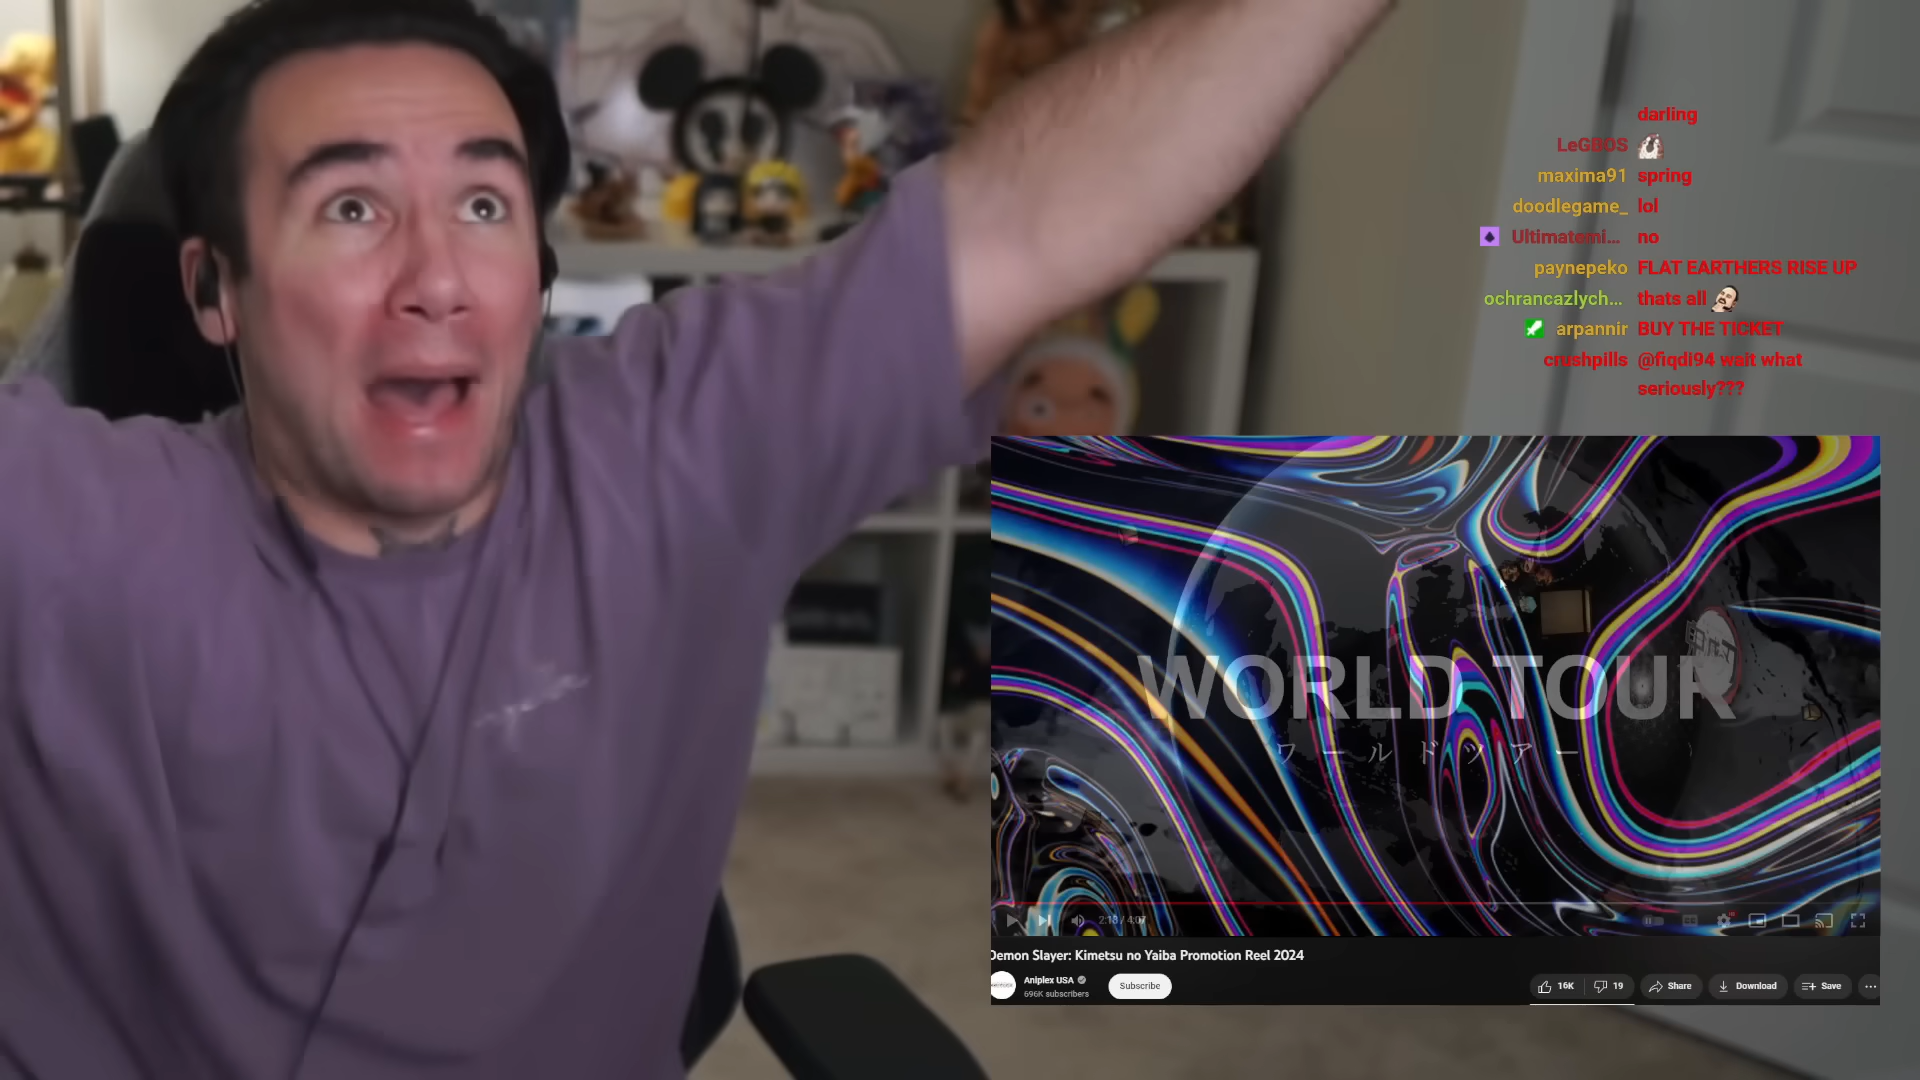 darling
LeGBOS
maxima91 spring
doodlegame_ lol
Ultimatemi... no
paynepeko FLAT EARTHERS RISE UP
ochrancazlych... thats all
arpannir BUY THE TICKET
crushpills @fiqdi94 wait what
seriously???
WORLD TOUR
ワールドツアー
2:18 / 4:07
Demon Slayer: Kimetsu no Yaiba Promotion Reel 2024
Aniplex USA
696K subscribers
Subscribe
16K
19
Share
Download
Save